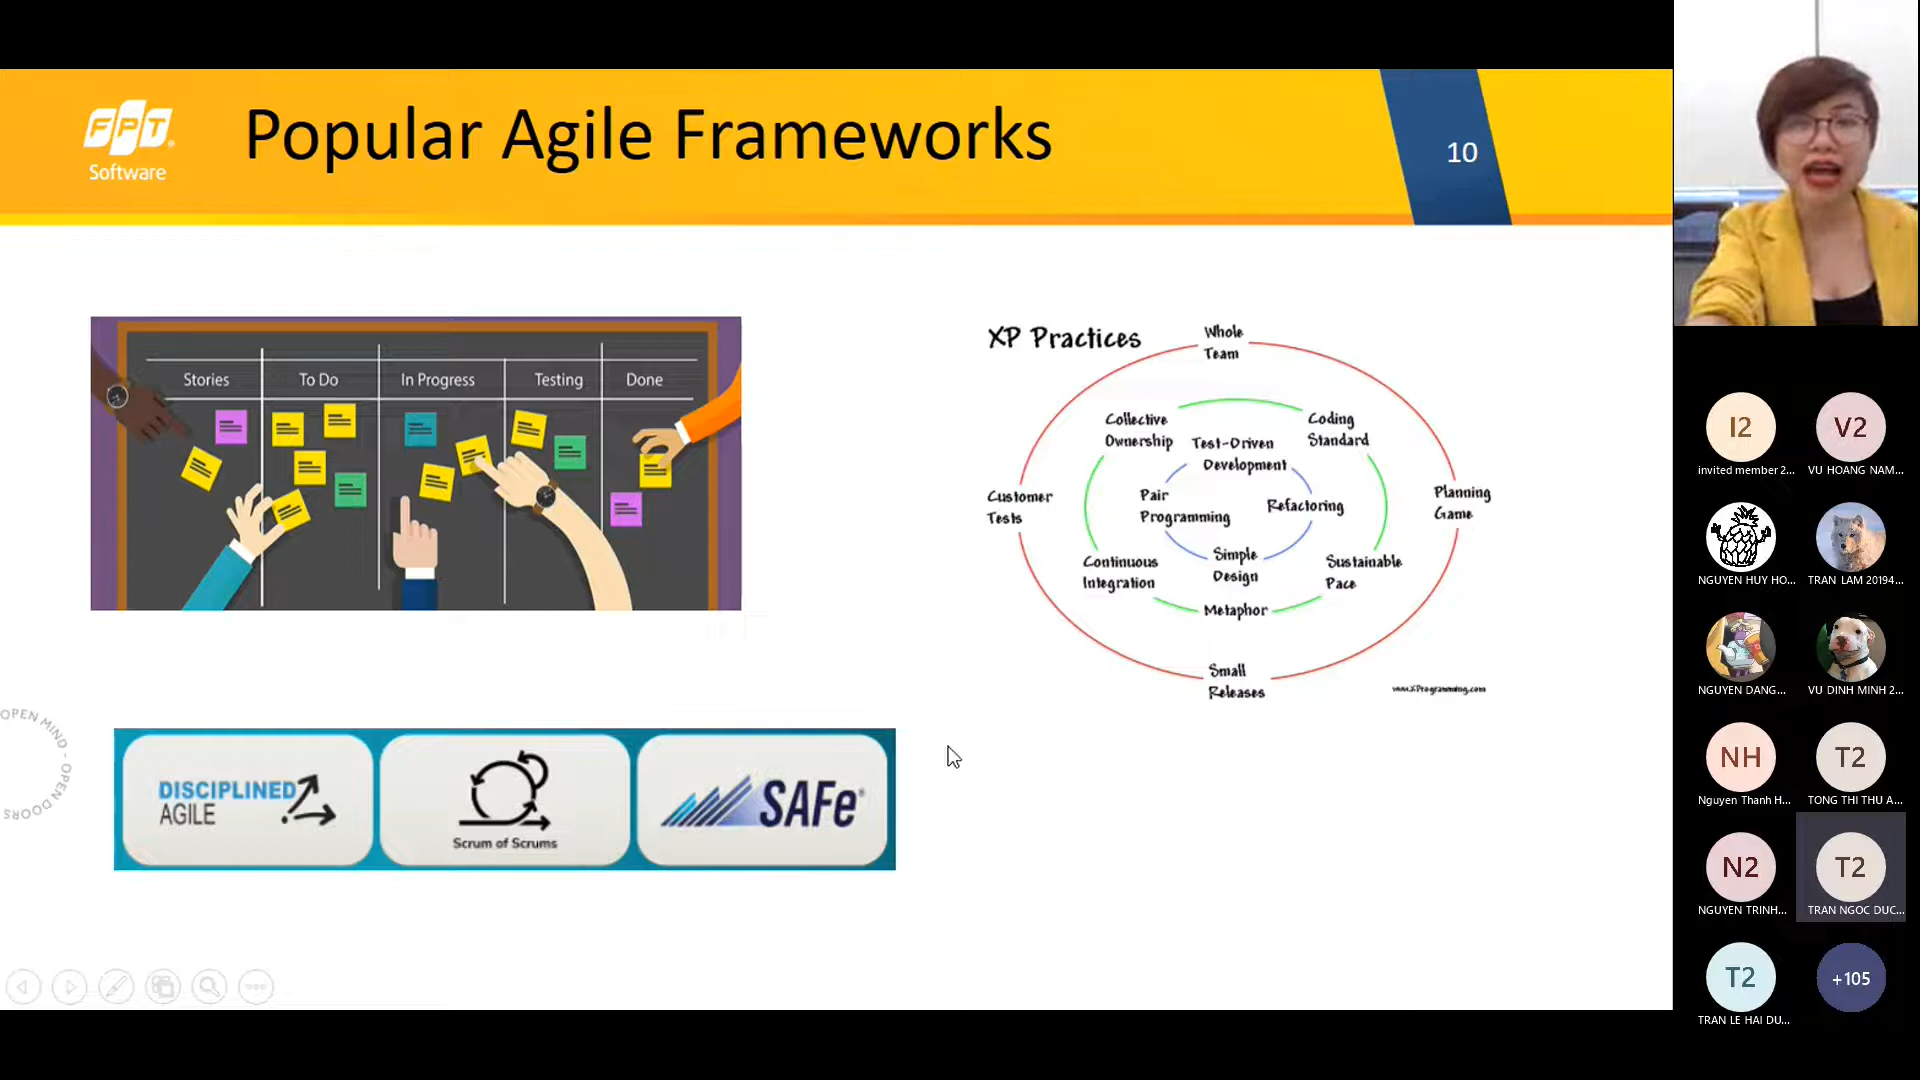 FPT
Software
Popular Agile Frameworks
10
Stories
To Do
In Progress
Testing
Done
XP Practices
Whole
Team
Collective
Ownership
Test-Driven
Development
Coding
Standard
Customer
Tests
Pair
Programming
Refactoring
Planning
Game
Continuous
Integration
Simple
Design
Sustainable
Pace
Metaphor
Small
Releases
www.XProgramming.com
OPEN MIND - OPEN DOORS
DISCIPLINED
AGILE
Scrum of Scrums
SAFe®
I2
invited member 2...
V2
VU HOANG NAM...
NGUYEN HUY HO...
TRAN LAM 20194...
NGUYEN DANG...
VU DINH MINH 2...
NH
Nguyen Thanh H...
T2
TONG THI THU A...
N2
NGUYEN TRINH...
T2
TRAN NGOC DUC...
T2
TRAN LE HAI DU...
+105